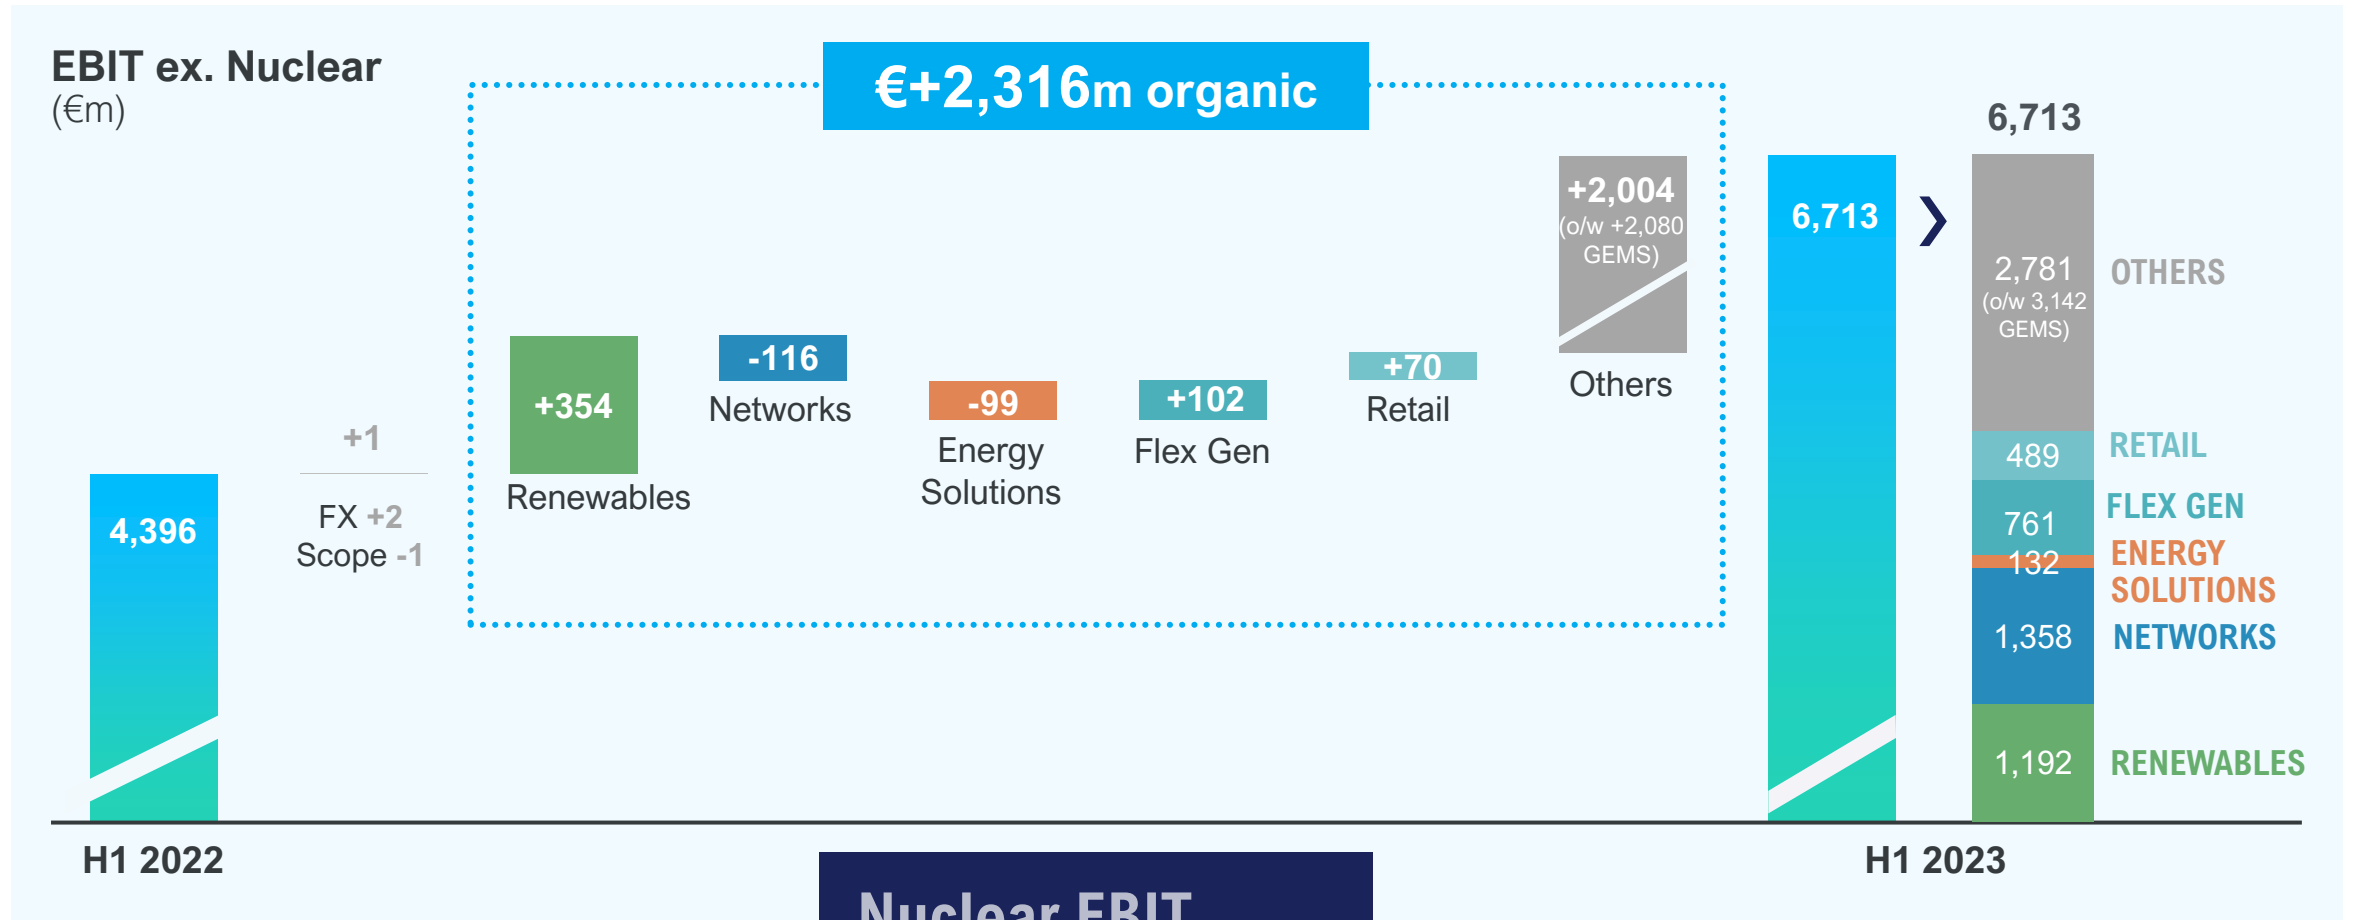 EBIT ex. Nuclear
(€m)
€+2,316m organic
4,396
+1
FX +2
Scope -1
+354
Renewables
-116
Networks
-99
Energy
Solutions
+102
Flex Gen
+70
Retail
+2,004
(o/w +2,080
GEMS)
Others
6,713
6,713
2,781
(o/w 3,142
GEMS)
OTHERS
489
RETAIL
761
FLEX GEN
132
ENERGY
SOLUTIONS
1,358
NETWORKS
1,192
RENEWABLES
H1 2022
H1 2023
Nuclear EBIT